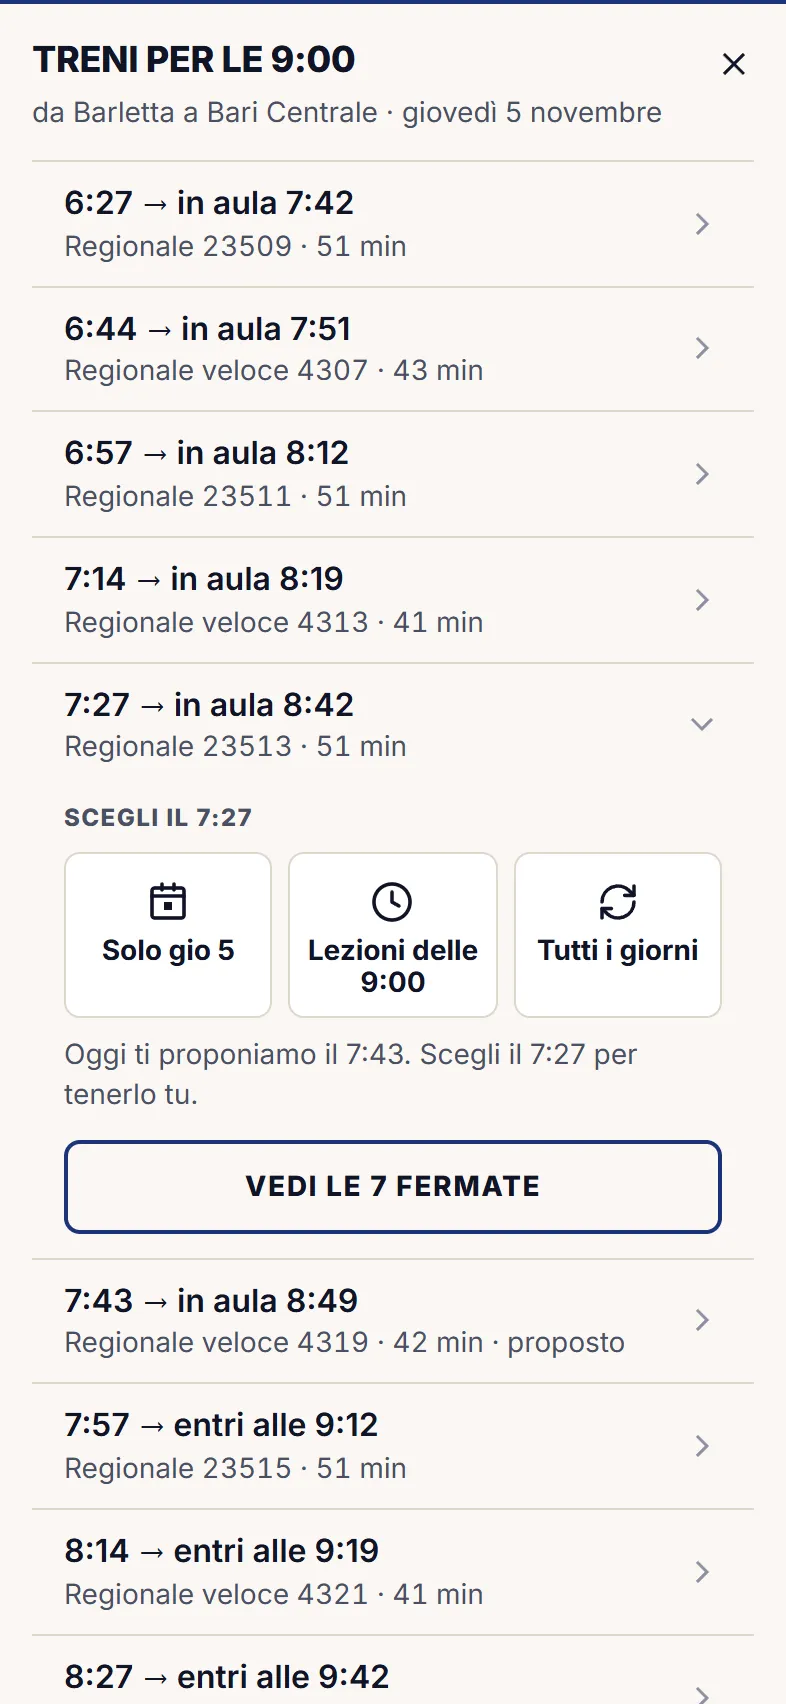 TRENI PER LE 9:00
da Barletta a Bari Centrale · giovedì 5 novembre
6:27 → in aula 7:42
Regionale 23509 · 51 min
6:44 → in aula 7:51
Regionale veloce 4307 · 43 min
6:57 → in aula 8:12
Regionale 23511 · 51 min
7:14 → in aula 8:19
Regionale veloce 4313 · 41 min
7:27 → in aula 8:42
Regionale 23513 · 51 min
SCEGLI IL 7:27
Solo gio 5
Lezioni delle
9:00
Tutti i giorni
Oggi ti proponiamo il 7:43. Scegli il 7:27 per
tenerlo tu.
VEDI LE 7 FERMATE
7:43 → in aula 8:49
Regionale veloce 4319 · 42 min · proposto
7:57 → entri alle 9:12
Regionale 23515 · 51 min
8:14 → entri alle 9:19
Regionale veloce 4321 · 41 min
8:27 → entri alle 9:42